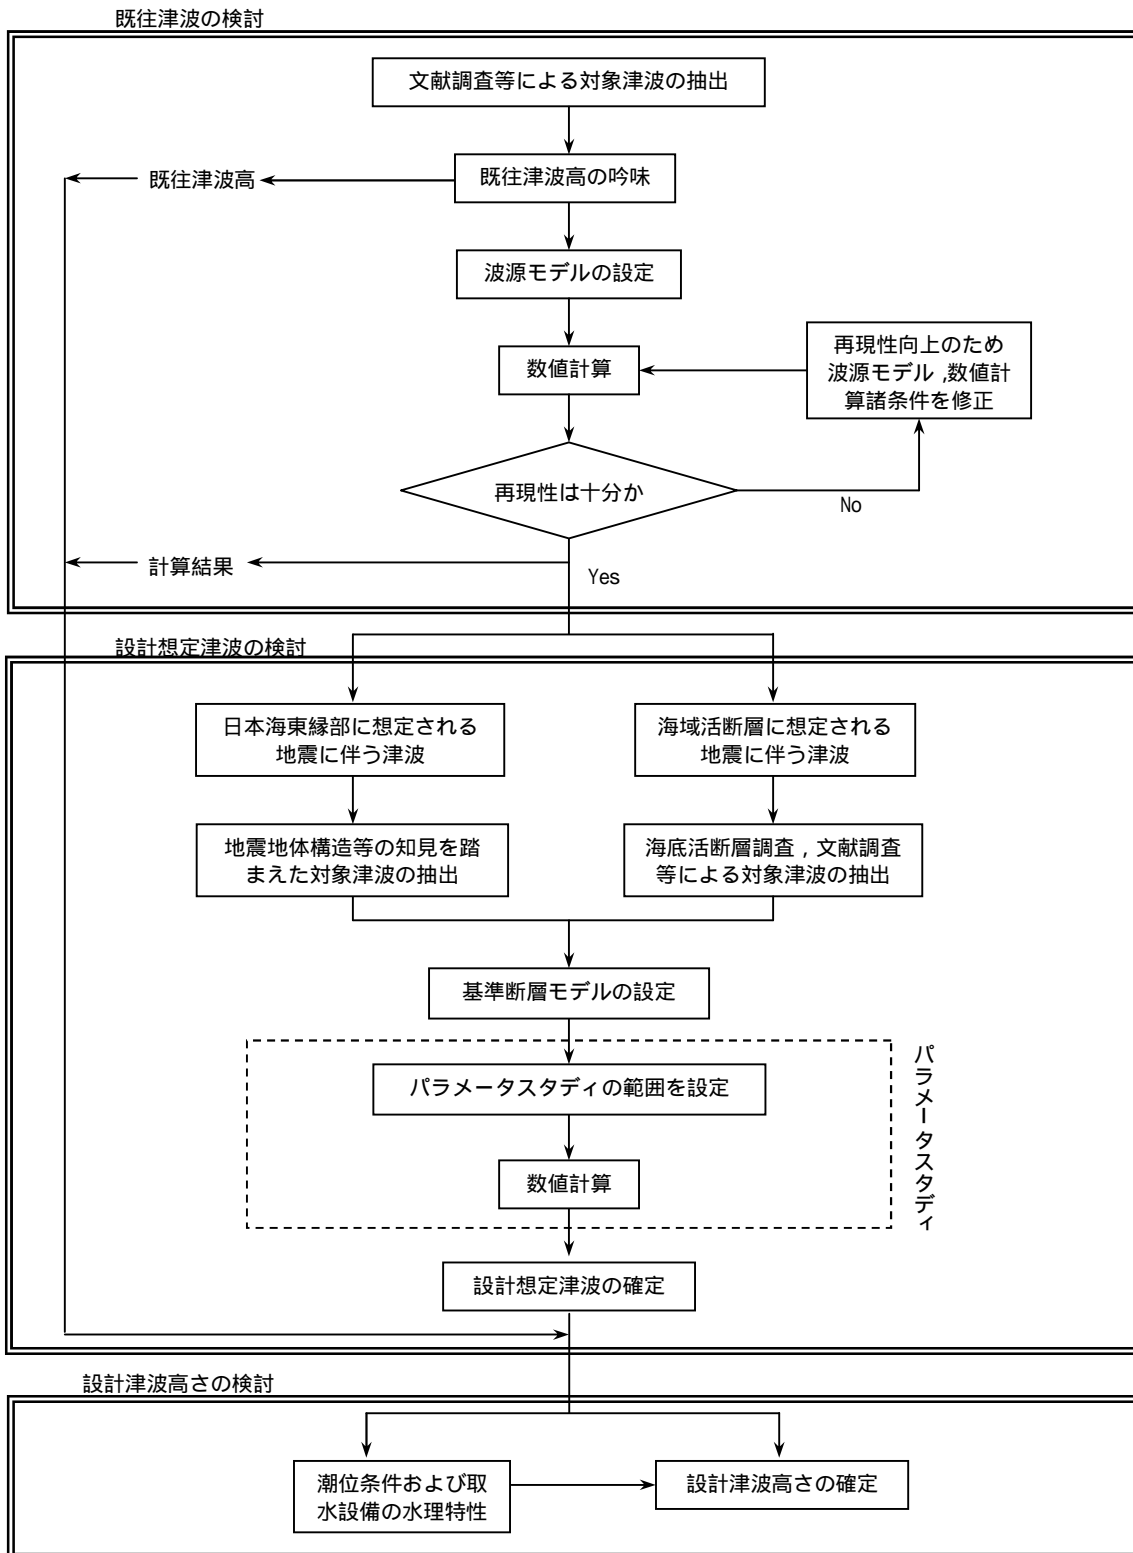 既往津波の検討
文献調査等による対象津波の抽出
既往津波高
既往津波高の吟味
波源モデルの設定
数値計算
再現性向上のため
波源モデル,数値計
算諸条件を修正
再現性は十分か
No
計算結果
Yes
設計想定津波の検討
日本海東縁部に想定される
地震に伴う津波
海域活断層に想定される
地震に伴う津波
地震地体構造等の知見を踏
まえた対象津波の抽出
海底活断層調査,文献調査
等による対象津波の抽出
基準断層モデルの設定
パラメータスタディの範囲を設定
数値計算
パラメータスタディ
設計想定津波の確定
設計津波高さの検討
潮位条件および取
水設備の水理特性
設計津波高さの確定